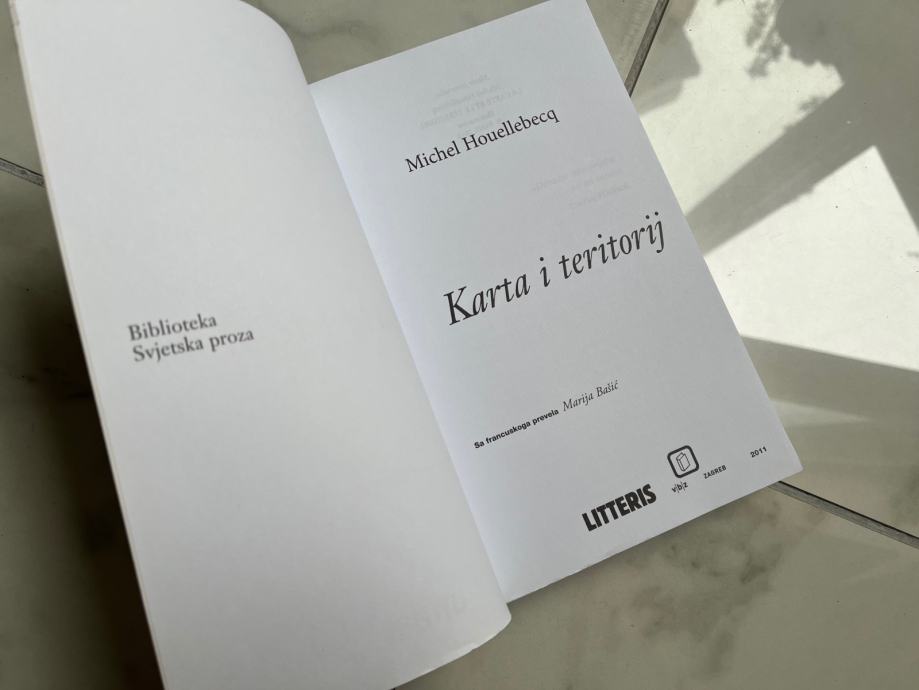 Biblioteka
Svjetska proza
Michel Houellebecq
Karta i teritorij
Sa francuskoga prevela Marija Bašić
LITTERIS
v|b|z
ZAGREB
2011